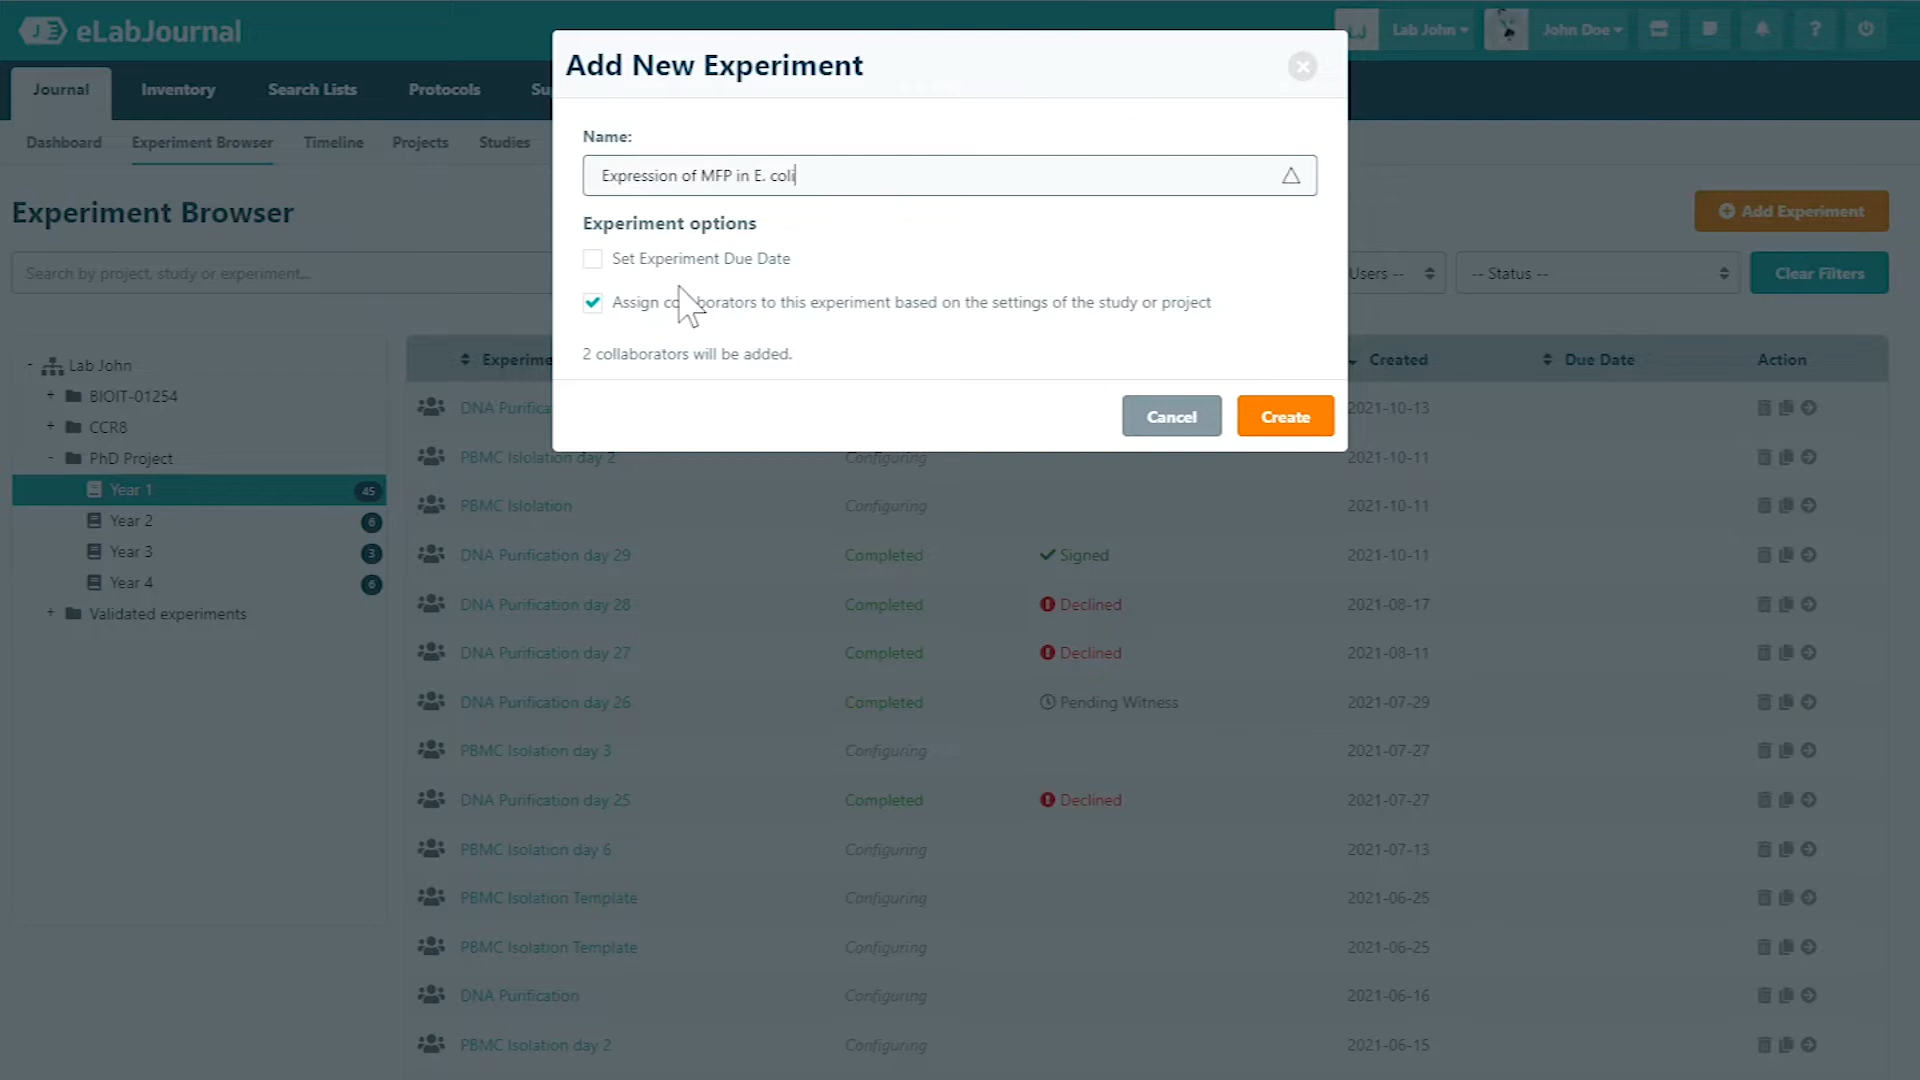 eLabJournal
Lab John
John Doe
Journal
Inventory
Search Lists
Protocols
Dashboard
Experiment Browser
Timeline
Projects
Studies
Add New Experiment
Name:
Expression of MFP in E. coli
Experiment options
Set Experiment Due Date
Assign collaborators to this experiment based on the settings of the study or project
2 collaborators will be added.
Cancel
Create
Experiment Browser
Add Experiment
Search by project, study or experiment...
Users --
-- Status --
Clear Filters
Lab John
BIOIT-01254
CCR8
PhD Project
Year 1 45
Year 2 6
Year 3 3
Year 4 6
Validated experiments
Created Due Date Action
2021-10-13
PBMC Islolation day 2 Configuring 2021-10-11
PBMC Islolation Configuring 2021-10-11
DNA Purification day 29 Completed Signed 2021-10-11
DNA Purification day 28 Completed Declined 2021-08-17
DNA Purification day 27 Completed Declined 2021-08-11
DNA Purification day 26 Completed Pending Witness 2021-07-29
PBMC Isolation day 3 Configuring 2021-07-27
DNA Purification day 25 Completed Declined 2021-07-27
PBMC Isolation day 6 Configuring 2021-07-13
PBMC Isolation Template Configuring 2021-06-25
PBMC Isolation Template Configuring 2021-06-25
DNA Purification Configuring 2021-06-16
PBMC Isolation day 2 Configuring 2021-06-15